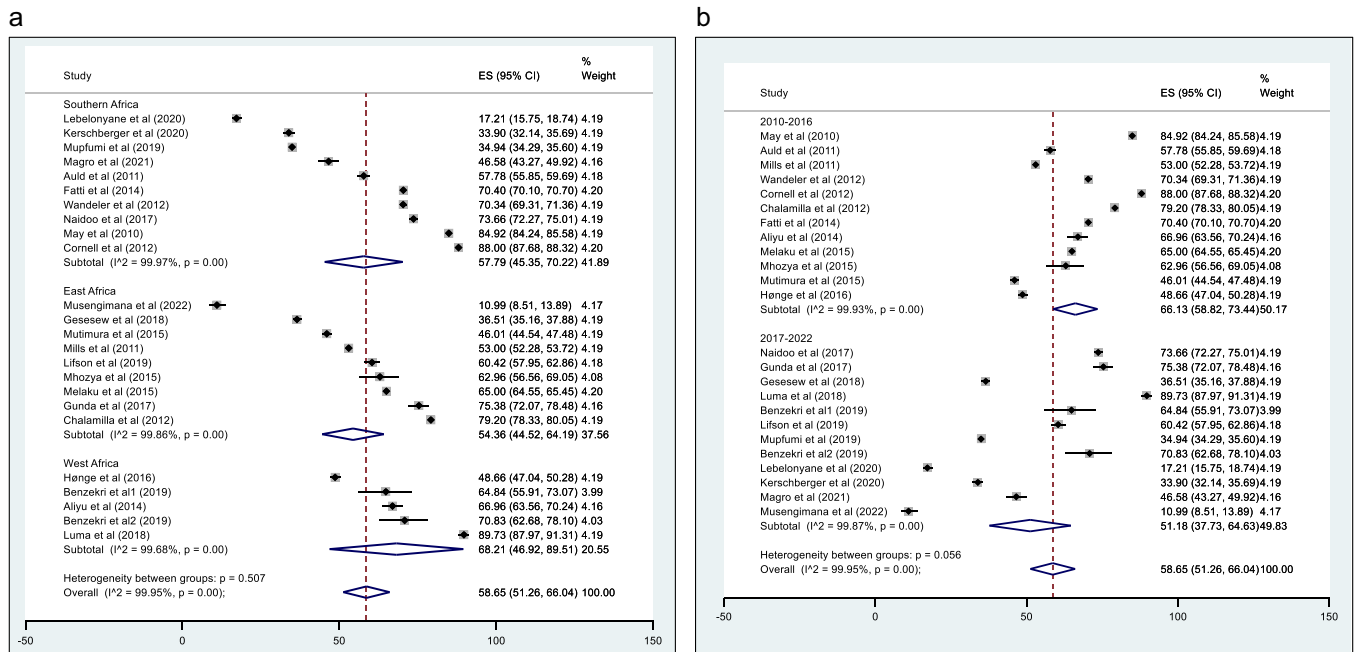 a
%
Study ES (95% CI) Weight
Southern Africa
Lebelonyane et al (2020) 17.21 (15.75, 18.74) 4.19
Kerschberger et al (2020) 33.90 (32.14, 35.69) 4.19
Mupfumi et al (2019) 34.94 (34.29, 35.60) 4.19
Magro et al (2021) 46.58 (43.27, 49.92) 4.16
Auld et al (2011) 57.78 (55.85, 59.69) 4.18
Fatti et al (2014) 70.40 (70.10, 70.70) 4.20
Wandeler et al (2012) 70.34 (69.31, 71.36) 4.19
Naidoo et al (2017) 73.66 (72.27, 75.01) 4.19
May et al (2010) 84.92 (84.24, 85.58) 4.19
Cornell et al (2012) 88.00 (87.68, 88.32) 4.20
Subtotal (I^2 = 99.97%, p = 0.00) 57.79 (45.35, 70.22) 41.89
East Africa
Musengimana et al (2022) 10.99 (8.51, 13.89) 4.17
Gesesew et al (2018) 36.51 (35.16, 37.88) 4.19
Mutimura et al (2015) 46.01 (44.54, 47.48) 4.19
Mills et al (2011) 53.00 (52.28, 53.72) 4.19
Lifson et al (2019) 60.42 (57.95, 62.86) 4.18
Mhozya et al (2015) 62.96 (56.56, 69.05) 4.08
Melaku et al (2015) 65.00 (64.55, 65.45) 4.20
Gunda et al (2017) 75.38 (72.07, 78.48) 4.16
Chalamilla et al (2012) 79.20 (78.33, 80.05) 4.19
Subtotal (I^2 = 99.86%, p = 0.00) 54.36 (44.52, 64.19) 37.56
West Africa
Hønge et al (2016) 48.66 (47.04, 50.28) 4.19
Benzekri et al1 (2019) 64.84 (55.91, 73.07) 3.99
Aliyu et al (2014) 66.96 (63.56, 70.24) 4.16
Benzekri et al2 (2019) 70.83 (62.68, 78.10) 4.03
Luma et al (2018) 89.73 (87.97, 91.31) 4.19
Subtotal (I^2 = 99.68%, p = 0.00) 68.21 (46.92, 89.51) 20.55
Heterogeneity between groups: p = 0.507
Overall (I^2 = 99.95%, p = 0.00); 58.65 (51.26, 66.04) 100.00
-50 0 50 100 150
b
%
Study ES (95% CI) Weight
2010-2016
May et al (2010) 84.92 (84.24, 85.58) 4.19
Auld et al (2011) 57.78 (55.85, 59.69) 4.18
Mills et al (2011) 53.00 (52.28, 53.72) 4.19
Wandeler et al (2012) 70.34 (69.31, 71.36) 4.19
Cornell et al (2012) 88.00 (87.68, 88.32) 4.20
Chalamilla et al (2012) 79.20 (78.33, 80.05) 4.19
Fatti et al (2014) 70.40 (70.10, 70.70) 4.20
Aliyu et al (2014) 66.96 (63.56, 70.24) 4.16
Melaku et al (2015) 65.00 (64.55, 65.45) 4.20
Mhozya et al (2015) 62.96 (56.56, 69.05) 4.08
Mutimura et al (2015) 46.01 (44.54, 47.48) 4.19
Hønge et al (2016) 48.66 (47.04, 50.28) 4.19
Subtotal (I^2 = 99.93%, p = 0.00) 66.13 (58.82, 73.44) 50.17
2017-2022
Naidoo et al (2017) 73.66 (72.27, 75.01) 4.19
Gunda et al (2017) 75.38 (72.07, 78.48) 4.16
Gesesew et al (2018) 36.51 (35.16, 37.88) 4.19
Luma et al (2018) 89.73 (87.97, 91.31) 4.19
Benzekri et al1 (2019) 64.84 (55.91, 73.07) 3.99
Lifson et al (2019) 60.42 (57.95, 62.86) 4.18
Mupfumi et al (2019) 34.94 (34.29, 35.60) 4.19
Benzekri et al2 (2019) 70.83 (62.68, 78.10) 4.03
Lebelonyane et al (2020) 17.21 (15.75, 18.74) 4.19
Kerschberger et al (2020) 33.90 (32.14, 35.69) 4.19
Magro et al (2021) 46.58 (43.27, 49.92) 4.16
Musengimana et al (2022) 10.99 (8.51, 13.89) 4.17
Subtotal (I^2 = 99.87%, p = 0.00) 51.18 (37.73, 64.63) 49.83
Heterogeneity between groups: p = 0.056
Overall (I^2 = 99.95%, p = 0.00); 58.65 (51.26, 66.04) 100.00
-50 0 50 100 150